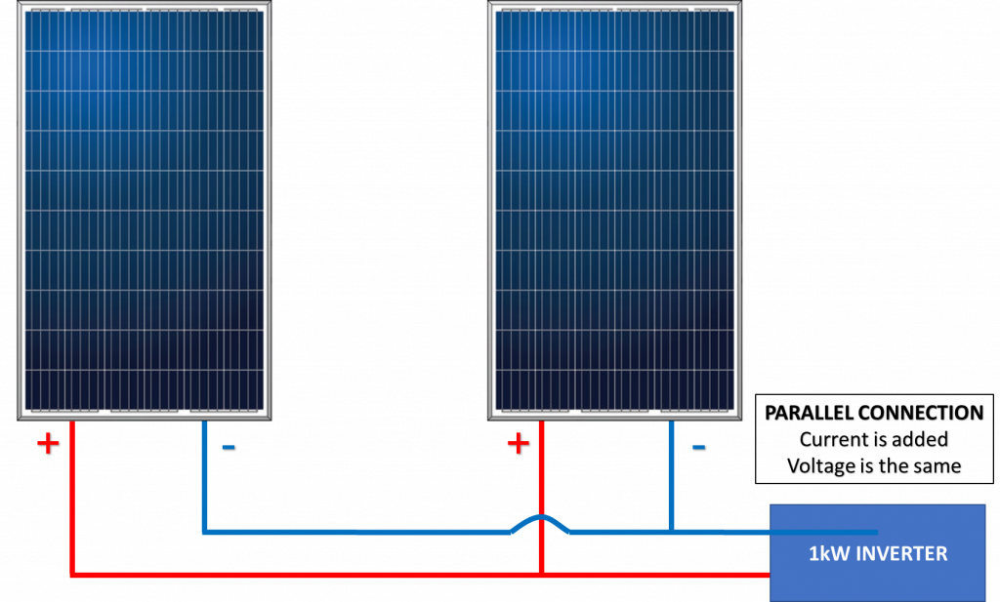 +
-
+
-
PARALLEL CONNECTION
Current is added
Voltage is the same
1kW INVERTER